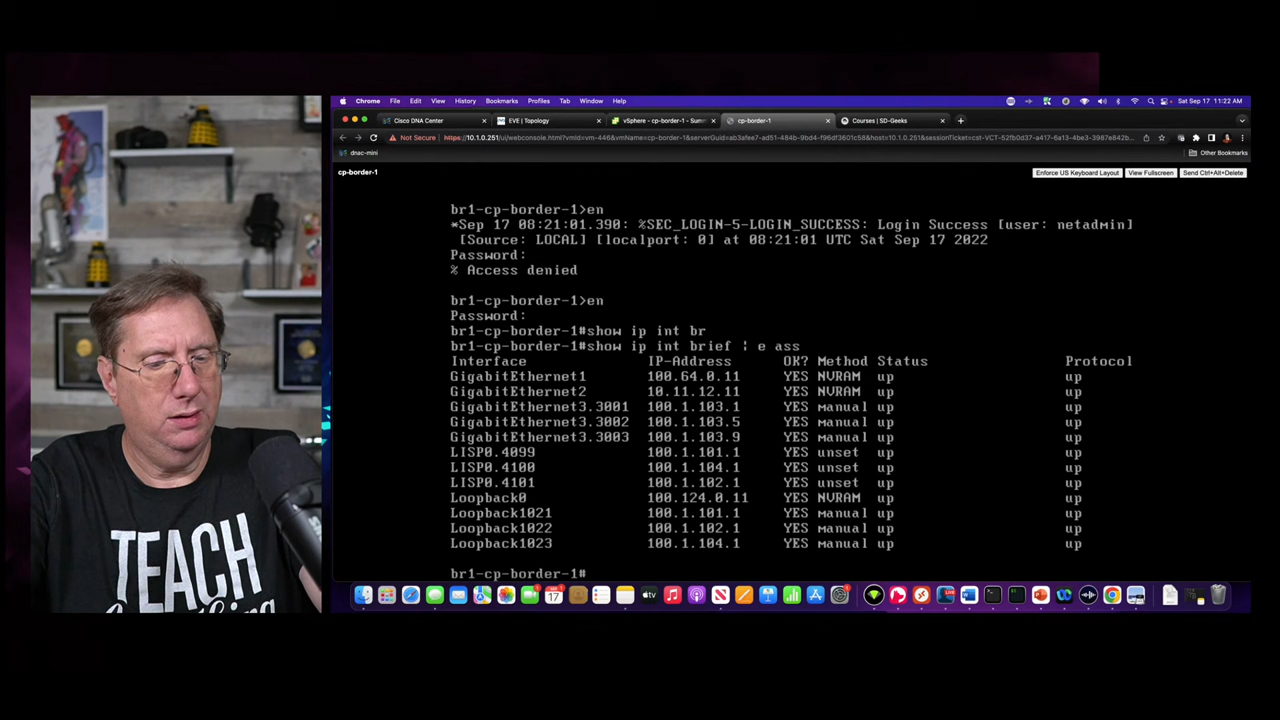 Chrome File Edit View History Bookmarks Profiles Tab Window Help Sat Sep 17 11:22 AM
Cisco DNA Center EVE | Topology vSphere - cp-border-1 - Summ cp-border-1 Courses | SD-Geeks
Not Secure
dnac-mini Other Bookmarks
cp-border-1 Enforce US Keyboard Layout View Fullscreen Send Ctrl+Alt+Delete
br1-cp-border-1>en
*Sep 17 08:21:01.390: %SEC_LOGIN-5-LOGIN_SUCCESS: Login Success [user: netadmin]
[Source: LOCAL] [localport: 0] at 08:21:01 UTC Sat Sep 17 2022
Password:
% Access denied
br1-cp-border-1>en
Password:
br1-cp-border-1#show ip int br
br1-cp-border-1#show ip int brief | e ass
Interface IP-Address OK? Method Status Protocol
GigabitEthernet1 100.64.0.11 YES NVRAM up up
GigabitEthernet2 10.11.12.11 YES NVRAM up up
GigabitEthernet3.3001 100.1.103.1 YES manual up up
GigabitEthernet3.3002 100.1.103.5 YES manual up up
GigabitEthernet3.3003 100.1.103.9 YES manual up up
LISP0.4099 100.1.101.1 YES unset up up
LISP0.4100 100.1.104.1 YES unset up up
LISP0.4101 100.1.102.1 YES unset up up
Loopback0 100.124.0.11 YES NVRAM up up
Loopback1021 100.1.101.1 YES manual up up
Loopback1022 100.1.102.1 YES manual up up
Loopback1023 100.1.104.1 YES manual up up
br1-cp-border-1#
TEACH